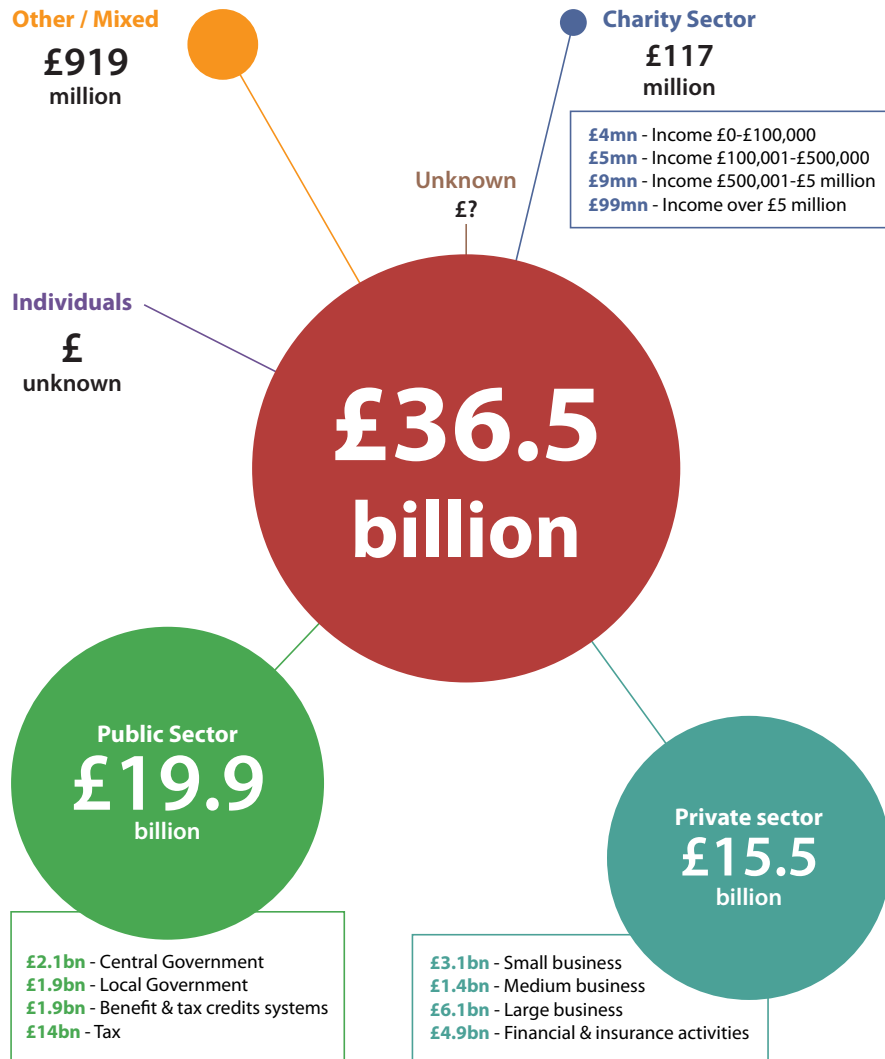 Other / Mixed
£919
million
Charity Sector
£117
million
£4mn - Income £0-£100,000
£5mn - Income £100,001-£500,000
£9mn - Income £500,001-£5 million
£99mn - Income over £5 million
Unknown
£?
Individuals
£
unknown
£36.5
billion
Public Sector
£19.9
billion
£2.1bn - Central Government
£1.9bn - Local Government
£1.9bn - Benefit & tax credits systems
£14bn - Tax
Private sector
£15.5
billion
£3.1bn - Small business
£1.4bn - Medium business
£6.1bn - Large business
£4.9bn - Financial & insurance activities